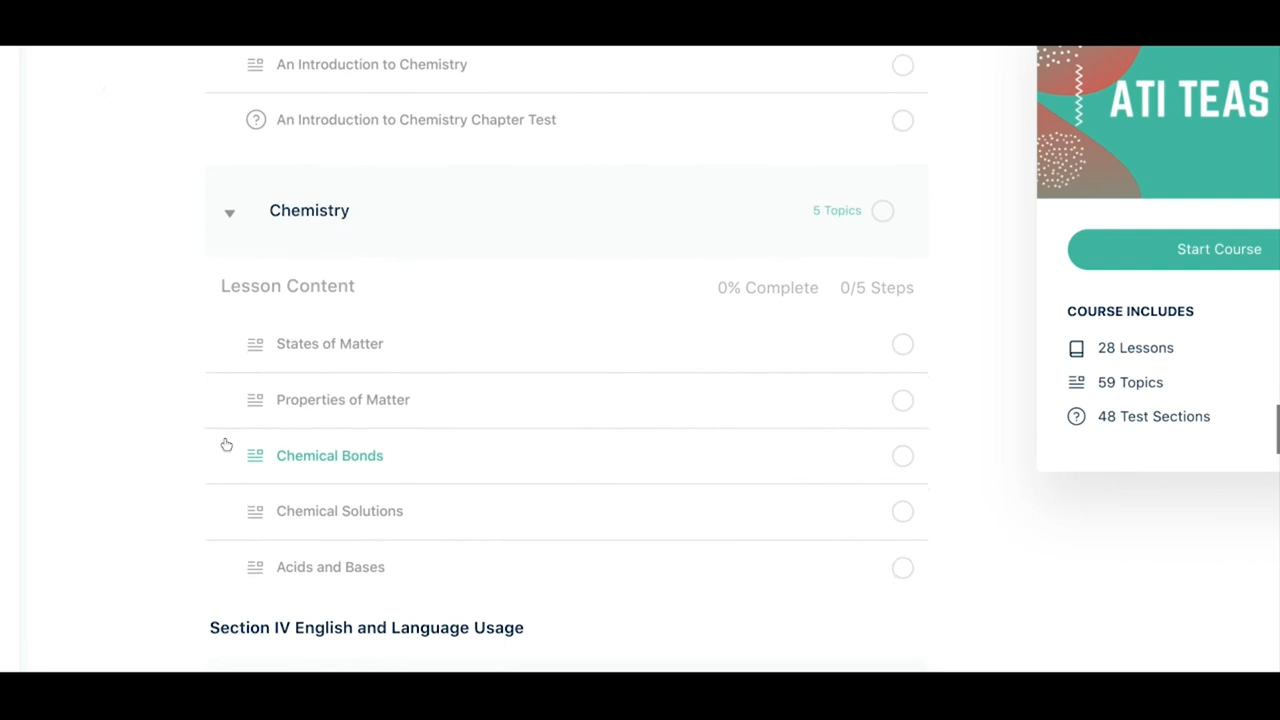 An Introduction to Chemistry
An Introduction to Chemistry Chapter Test
Chemistry
5 Topics
Lesson Content
0% Complete
0/5 Steps
States of Matter
Properties of Matter
Chemical Bonds
Chemical Solutions
Acids and Bases
Section IV English and Language Usage
ATI TEAS
Start Course
COURSE INCLUDES
28 Lessons
59 Topics
48 Test Sections